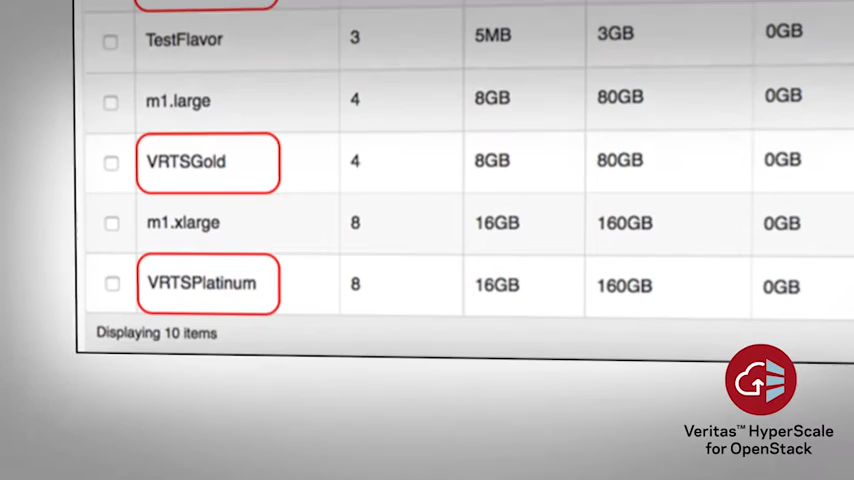 TestFlavor 3 5MB 3GB 0GB
m1.large 4 8GB 80GB 0GB
VRTSGold 4 8GB 80GB 0GB
m1.xlarge 8 16GB 160GB 0GB
VRTSPlatinum 8 16GB 160GB 0GB
Displaying 10 items
Veritas™ HyperScale
for OpenStack